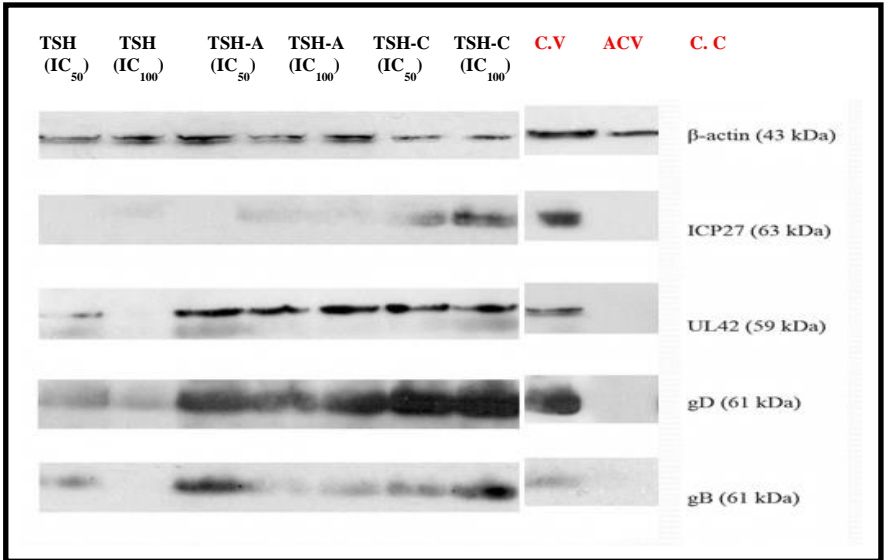 TSH TSH TSH-A TSH-A TSH-C TSH-C C.V ACV C. C
(IC50) (IC100) (IC50) (IC100) (IC50) (IC100)
β-actin (43 kDa)
ICP27 (63 kDa)
UL42 (59 kDa)
gD (61 kDa)
gB (61 kDa)